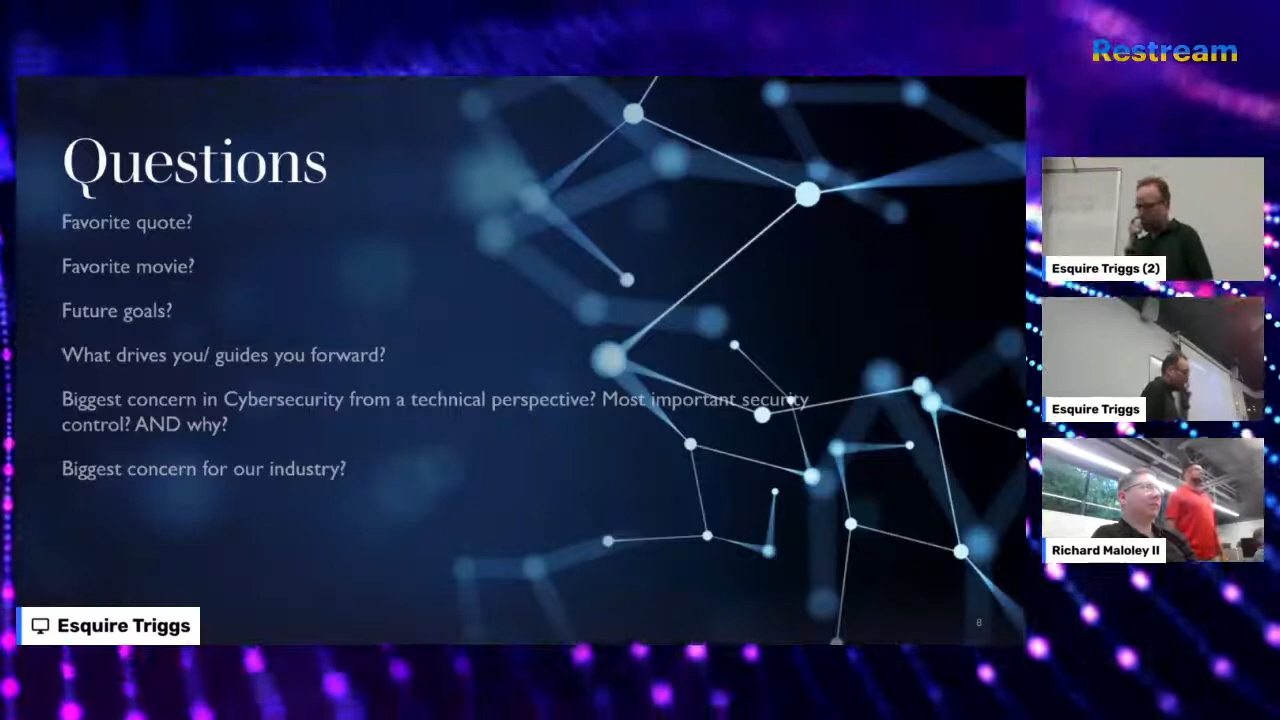 Restream
Questions
Favorite quote?
Favorite movie?
Future goals?
What drives you/ guides you forward?
Biggest concern in Cybersecurity from a technical perspective? Most important security
control? AND why?
Biggest concern for our industry?
8
Esquire Triggs
Esquire Triggs (2)
Esquire Triggs
Richard Maloley II